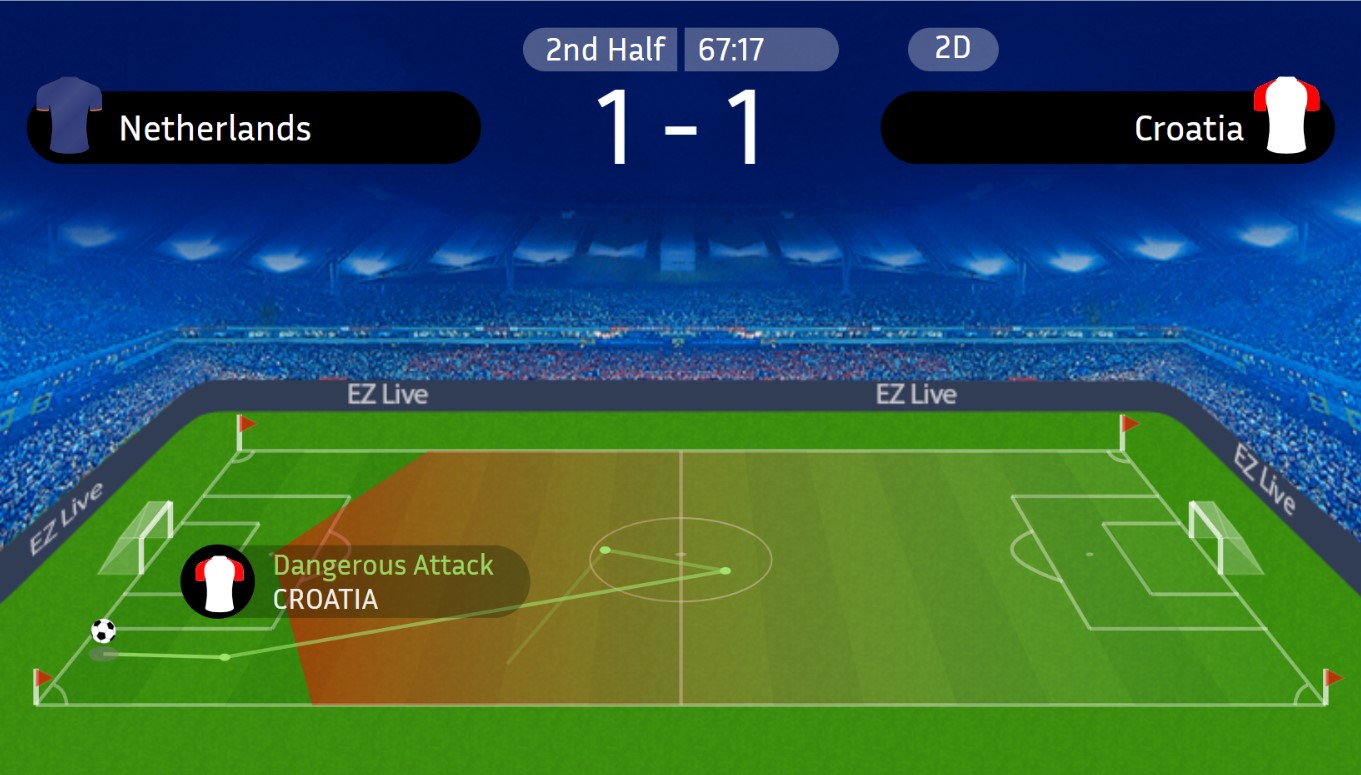 2nd Half 67:17 2D
Netherlands 1 - 1 Croatia
EZ Live EZ Live
EZ Live EZ Live
Dangerous Attack
CROATIA